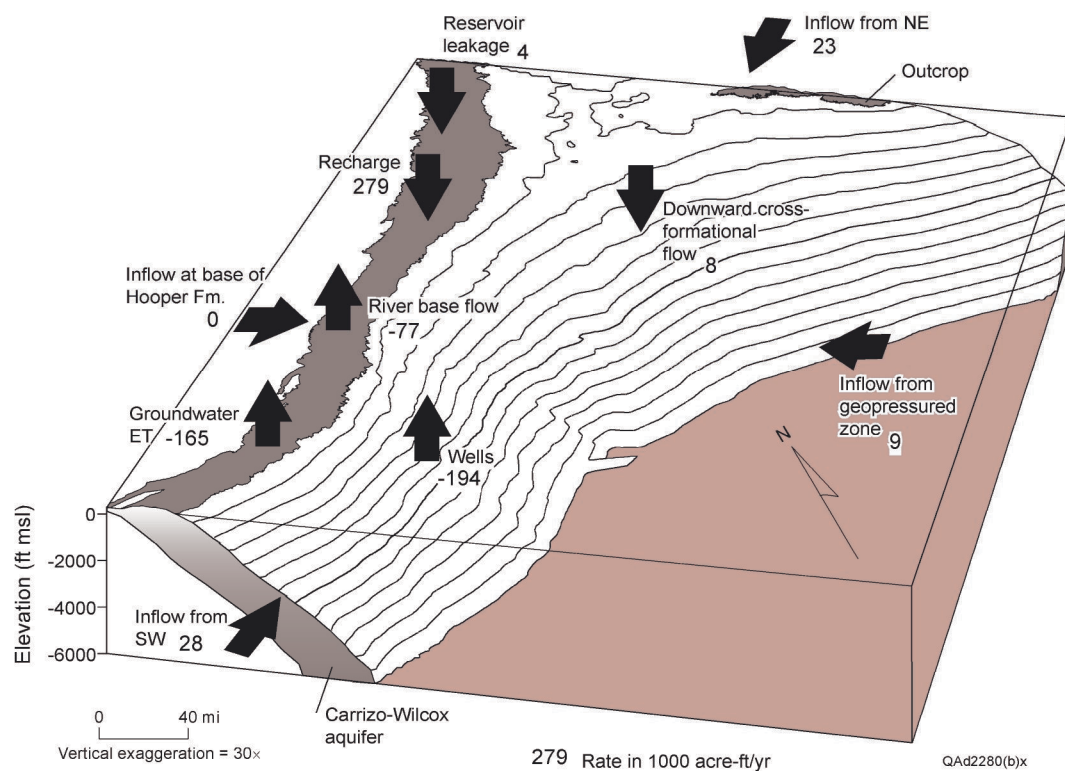 Reservoir
leakage 4
Inflow from NE
23
Outcrop
Recharge
279
Downward cross-
formational
flow 8
Inflow at base of
Hooper Fm.
0
River base flow
-77
Inflow from
geopressured
zone 9
N
Groundwater
ET -165
Wells
-194
Elevation (ft msl)
0
-2000
-4000
-6000
Inflow from
SW 28
Carrizo-Wilcox
aquifer
0 40 mi
Vertical exaggeration = 30×
279 Rate in 1000 acre-ft/yr
QAd2280(b)x